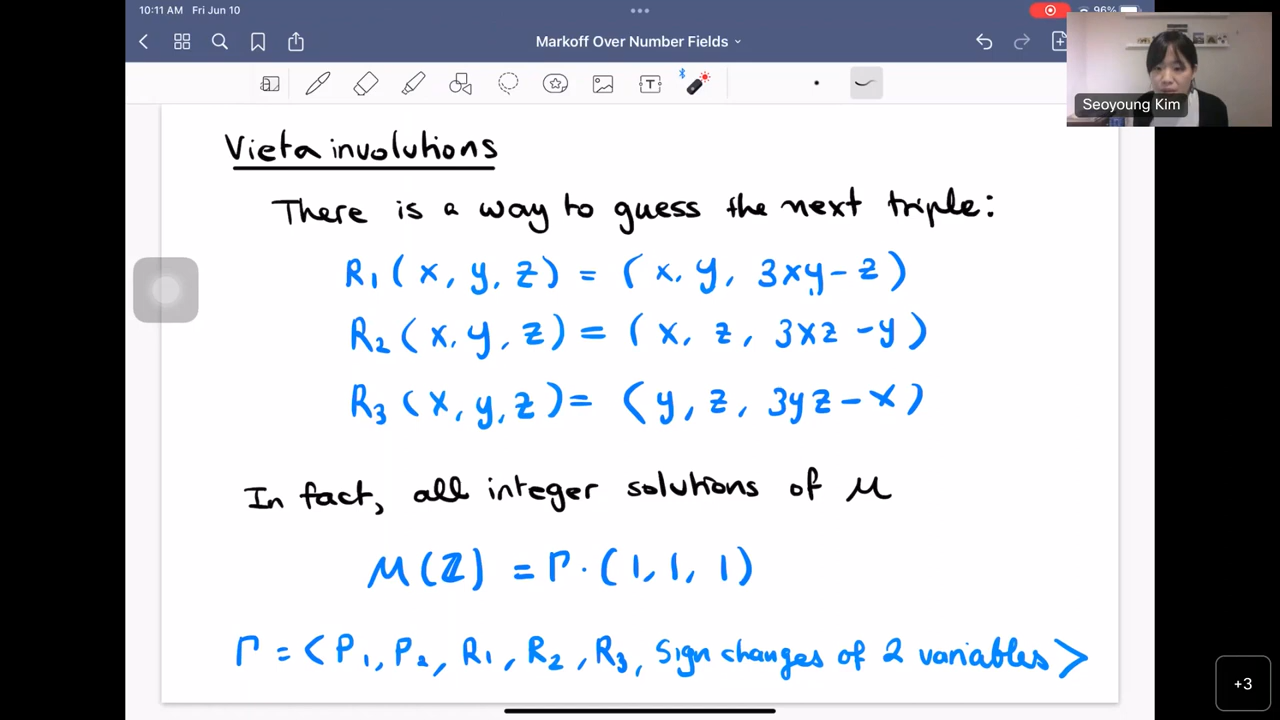 10:11 AM Fri Jun 10
96%
Markoff Over Number Fields
Seoyoung Kim
Vieta involutions
There is a way to guess the next triple:
R₁(x, y, z) = (x, y, 3xy - z)
R₂(x, y, z) = (x, z, 3xz - y)
R₃(x, y, z) = (y, z, 3yz - x)
In fact, all integer solutions of M
M(ℤ) = Γ · (1, 1, 1)
Γ = <P₁, P₂, R₁, R₂, R₃, Sign changes of 2 variables>
+3